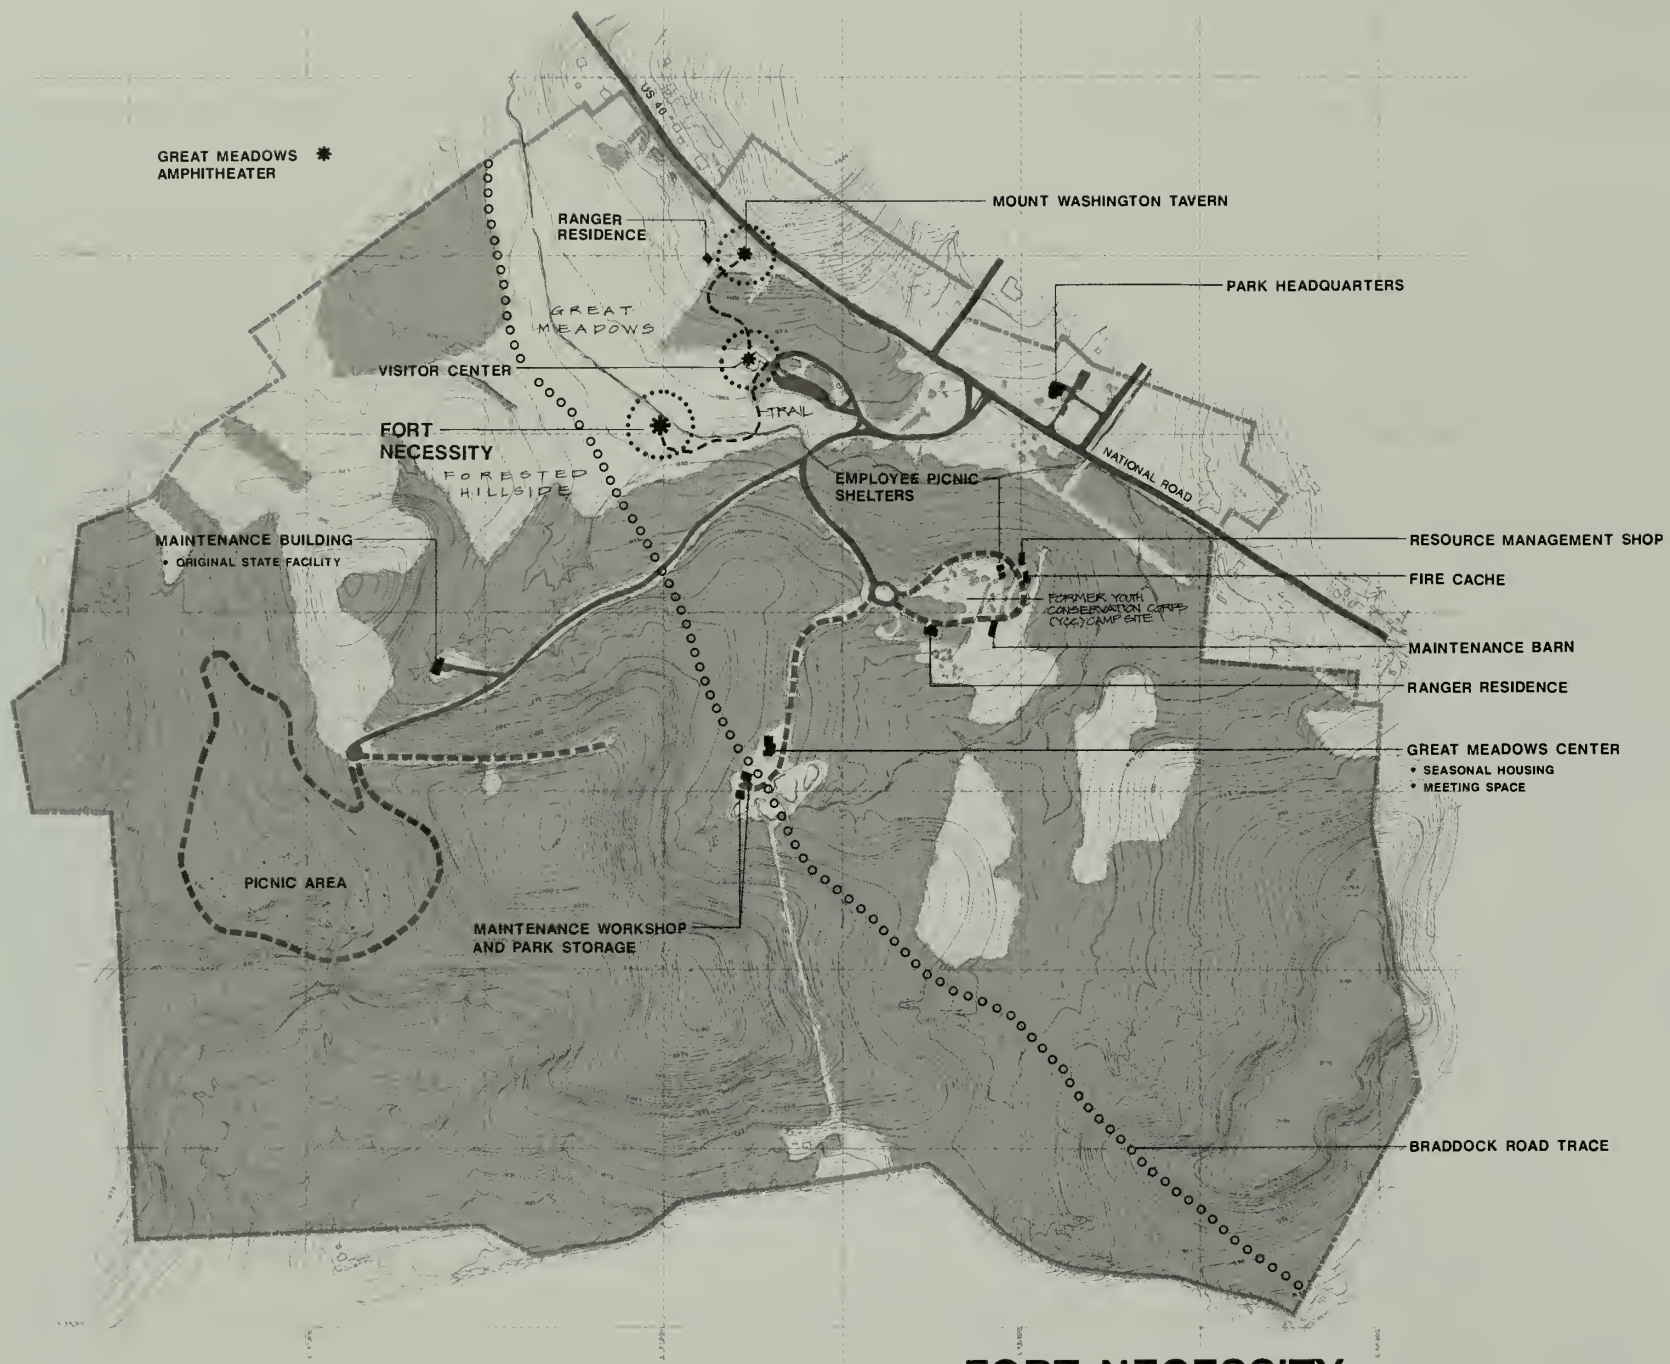 US 40
GREAT MEADOWS
AMPHITHEATER
MOUNT WASHINGTON TAVERN
RANGER
RESIDENCE
PARK HEADQUARTERS
GREAT
MEADOWS
VISITOR CENTER
TRAIL
FORT
NECESSITY
FORESTED
HILLSIDE
NATIONAL ROAD
EMPLOYEE PICNIC
SHELTERS
MAINTENANCE BUILDING
• ORIGINAL STATE FACILITY
RESOURCE MANAGEMENT SHOP
FIRE CACHE
FORMER YOUTH
CONSERVATION CORPS
(YCC) CAMP SITE
MAINTENANCE BARN
RANGER RESIDENCE
GREAT MEADOWS CENTER
• SEASONAL HOUSING
• MEETING SPACE
PICNIC AREA
MAINTENANCE WORKSHOP
AND PARK STORAGE
BRADDOCK ROAD TRACE
FORT NECESSITY